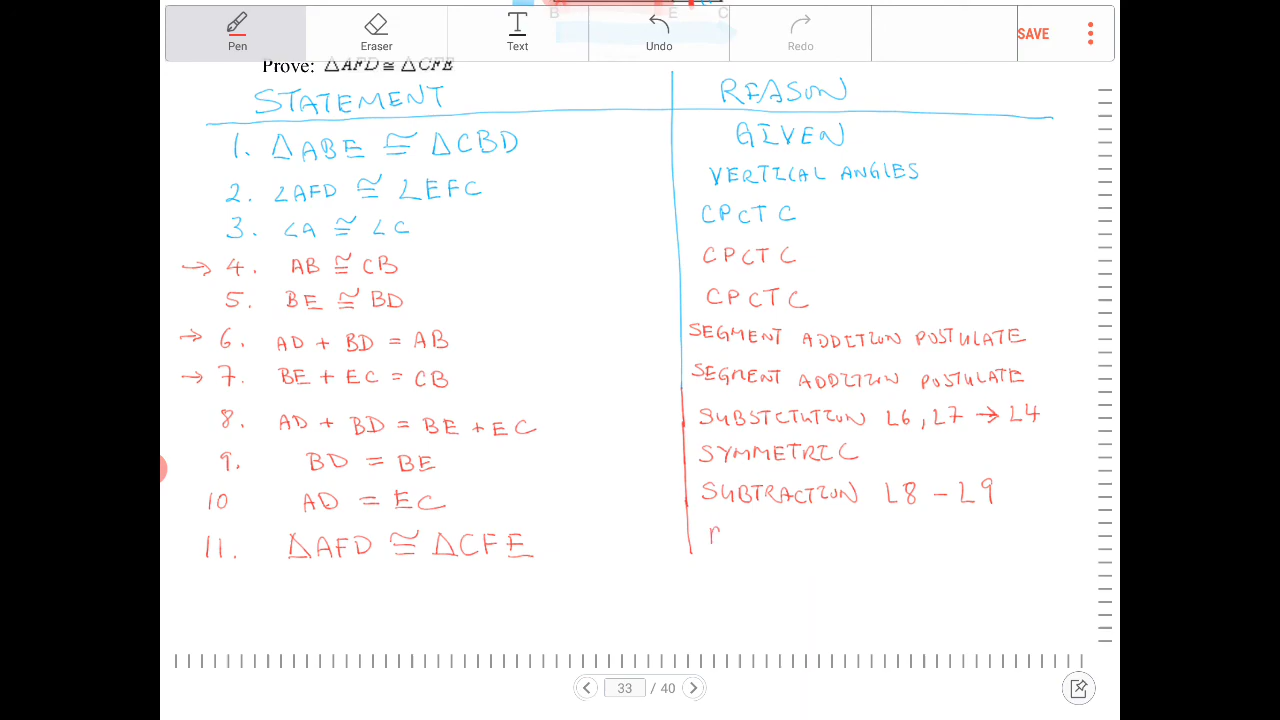 B E C
Pen Eraser Text Undo Redo SAVE
Prove: △AFD ≅ △CFE
STATEMENT REASON
1. △ABE ≅ △CBD GIVEN
2. ∠AFD ≅ ∠EFC VERTICAL ANGLES
3. ∠A ≅ ∠C CPCTC
→ 4. AB ≅ CB CPCTC
5. BE ≅ BD CPCTC
→ 6. AD + BD = AB SEGMENT ADDITION POSTULATE
→ 7. BE + EC = CB SEGMENT ADDITION POSTULATE
8. AD + BD = BE + EC SUBSTITUTION L6, L7 → L4
9. BD = BE SYMMETRIC
10 AD = EC SUBTRACTION L8 - L9
11. △AFD ≅ △CFE
33 / 40